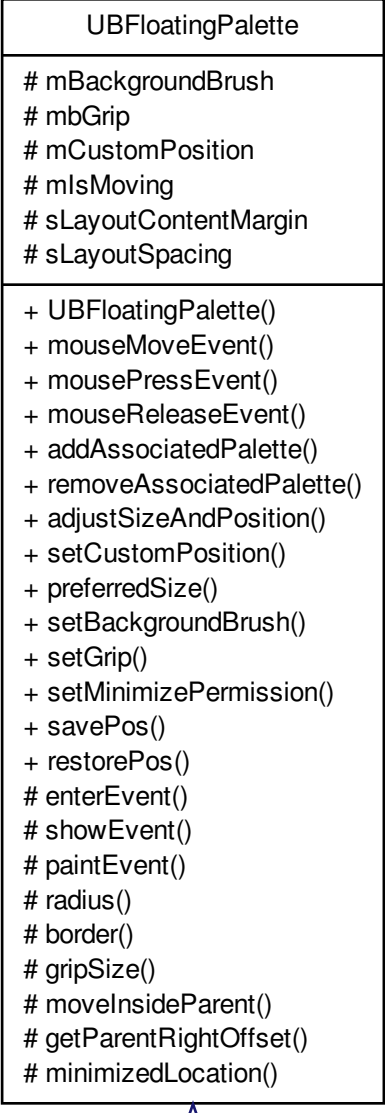 UBFloatingPalette
# mBackgroundBrush
# mbGrip
# mCustomPosition
# mIsMoving
# sLayoutContentMargin
# sLayoutSpacing
+ UBFloatingPalette()
+ mouseMoveEvent()
+ mousePressEvent()
+ mouseReleaseEvent()
+ addAssociatedPalette()
+ removeAssociatedPalette()
+ adjustSizeAndPosition()
+ setCustomPosition()
+ preferredSize()
+ setBackgroundBrush()
+ setGrip()
+ setMinimizePermission()
+ savePos()
+ restorePos()
# enterEvent()
# showEvent()
# paintEvent()
# radius()
# border()
# gripSize()
# moveInsideParent()
# getParentRightOffset()
# minimizedLocation()